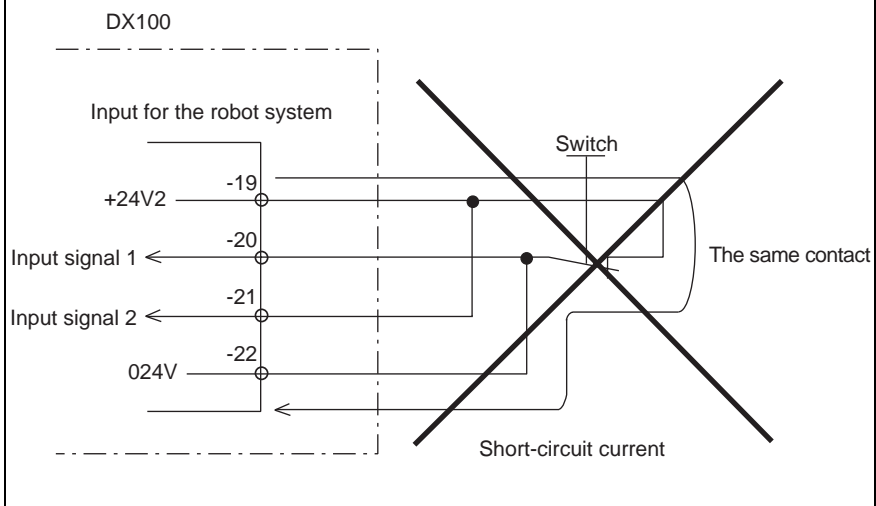 DX100
Input for the robot system
Switch
-19
+24V2
-20
Input signal 1
The same contact
-21
Input signal 2
-22
024V
Short-circuit current